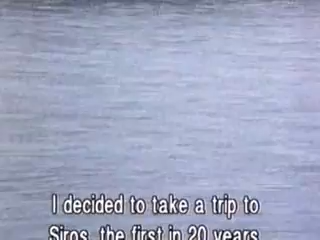 I decided to take a trip to
Siros, the first in 20 years